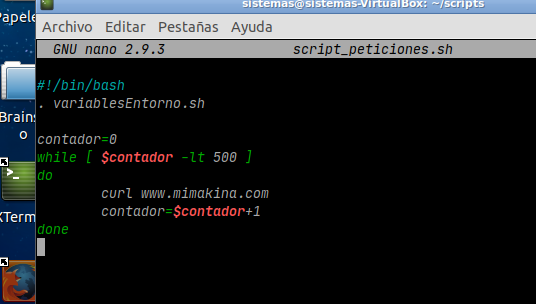 sistemas@sistemas-VirtualBox: ~/scripts
Papele
Archivo Editar Pestañas Ayuda
GNU nano 2.9.3 script_peticiones.sh
#!/bin/bash
. variablesEntorno.sh
Brains
o
contador=0
while [ $contador -lt 500 ]
do
curl www.mimakina.com
XTerm
contador=$contador+1
done